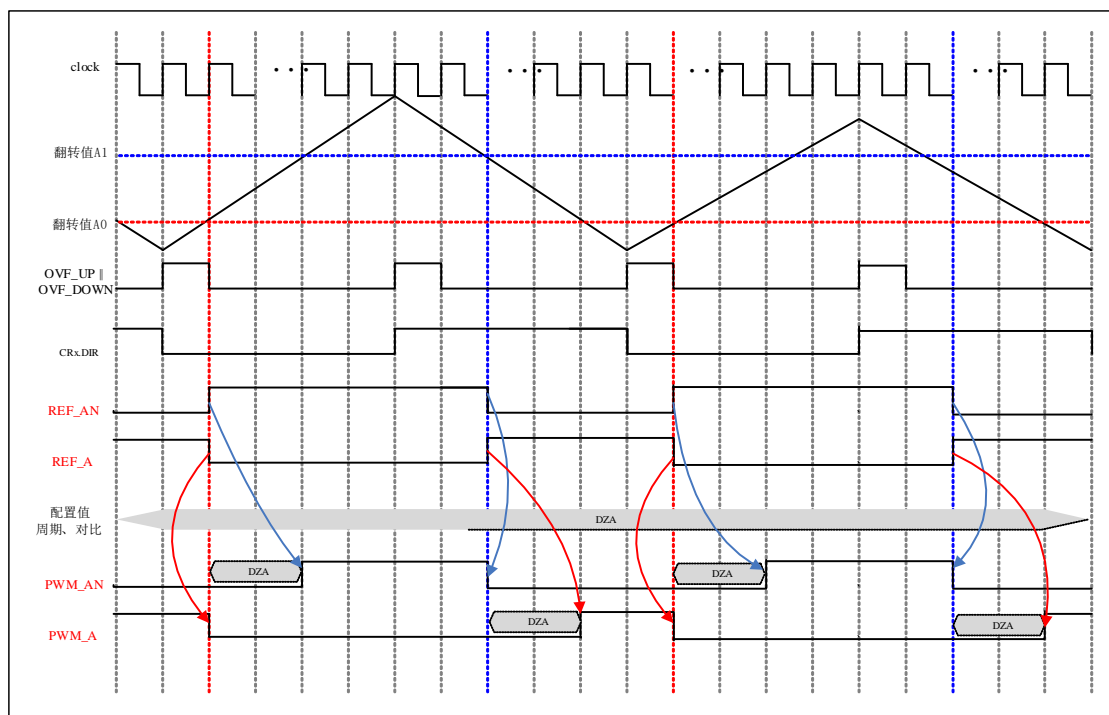 clock
... ... ... ...
翻转值A1
翻转值A0
OVF_UP ||
OVF_DOWN
CRx.DIR
REF_AN
REF_A
配置值
周期、对比
DZA
DZA
DZA
PWM_AN
DZA
DZA
PWM_A